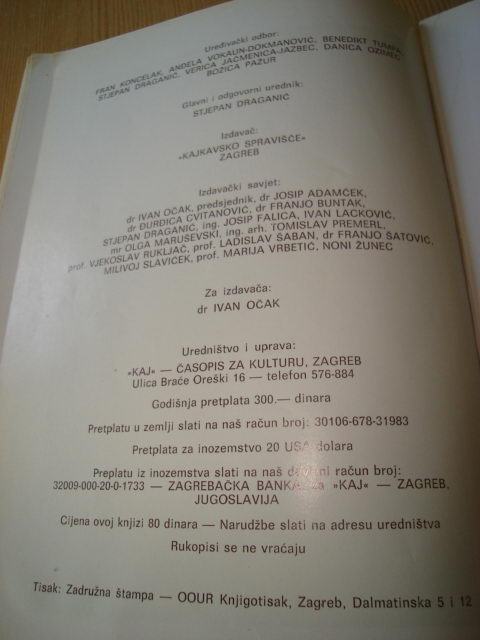 Uređivački odbor:
FRAN KONCELAK, ANĐELA VOKAUN-DOKMANOVIĆ, BENEDIKT TUMPA,
STJEPAN DRAGANIĆ, VERICA JAČMENICA-JAZBEC, DANICA OZIMEC,
BOŽICA PAŽUR
Glavni i odgovorni urednik:
STJEPAN DRAGANIĆ
Izdavač:
»KAJKAVSKO SPRAVIŠČE«
ZAGREB
Izdavački savjet:
dr IVAN OČAK, predsjednik, dr JOSIP ADAMČEK,
dr ĐURĐICA CVITANOVIĆ, dr FRANJO BUNTAK,
STJEPAN DRAGANIĆ, ing. JOSIP FALICA, IVAN LACKOVIĆ,
mr OLGA MARUŠEVSKI, ing. arh. TOMISLAV PREMERL,
prof. VJEKOSLAV RUKLJAČ, prof. LADISLAV ŠABAN, dr FRANJO ŠATOVIĆ,
MILIVOJ SLAVIČEK, prof. MARIJA VRBETIĆ, NONI ŽUNEC
Za izdavača:
dr IVAN OČAK
Uredništvo i uprava:
»KAJ« — ČASOPIS ZA KULTURU, ZAGREB
Ulica Braće Oreški 16 — telefon 576-884
Godišnja pretplata 300.— dinara
Pretplatu u zemlji slati na naš račun broj: 30106-678-31983
Pretplata za inozemstvo 20 USA dolara
Preplatu iz inozemstva slati na naš devizni račun broj:
32009-000-20-0-1733 — ZAGREBAČKA BANKA za »KAJ« — ZAGREB,
JUGOSLAVIJA
Cijena ovoj knjizi 80 dinara — Narudžbe slati na adresu uredništva
Rukopisi se ne vraćaju
Tisak: Zadružna štampa — OOUR Knjigotisak, Zagreb, Dalmatinska 5 i 12